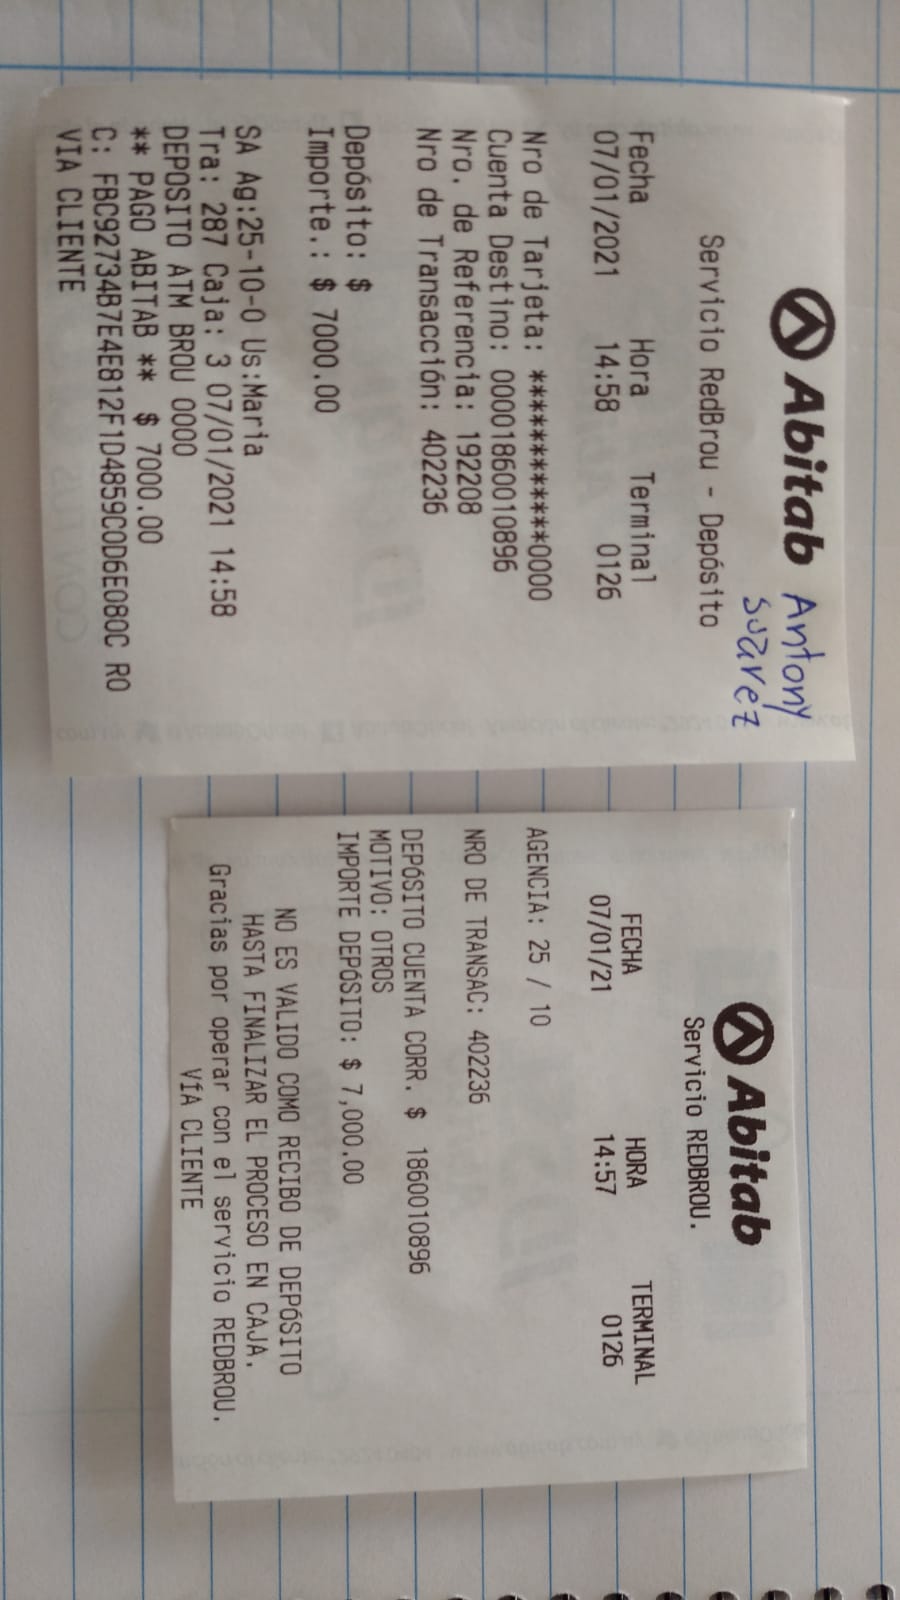 Abitab
Antony
Suarez
Servicio RedBrou - Depósito
Fecha Hora Terminal
07/01/2021 14:58 0126
Nro de Tarjeta: ************0000
Cuenta Destino: 00001860010896
Nro. de Referencia: 192208
Nro de Transacción: 402236
Depósito: $
Importe.: $ 7000.00
SA Ag:25-10-0 Us:Maria
Tra: 287 Caja: 3 07/01/2021 14:58
DEPOSITO ATM BROU 0000
** PAGO ABITAB ** $ 7000.00
C: FBC92734B7E4E812F1D4859C0D6E080C RO
VIA CLIENTE
Abitab
Servicio REDBROU.
FECHA HORA TERMINAL
07/01/21 14:57 0126
AGENCIA: 25 / 10
NRO DE TRANSAC: 402236
DEPÓSITO CUENTA CORR. $ 1860010896
MOTIVO: OTROS
IMPORTE DEPÓSITO: $ 7,000.00
NO ES VALIDO COMO RECIBO DE DEPÓSITO
HASTA FINALIZAR EL PROCESO EN CAJA.
Gracias por operar con el servicio REDBROU.
VÍA CLIENTE